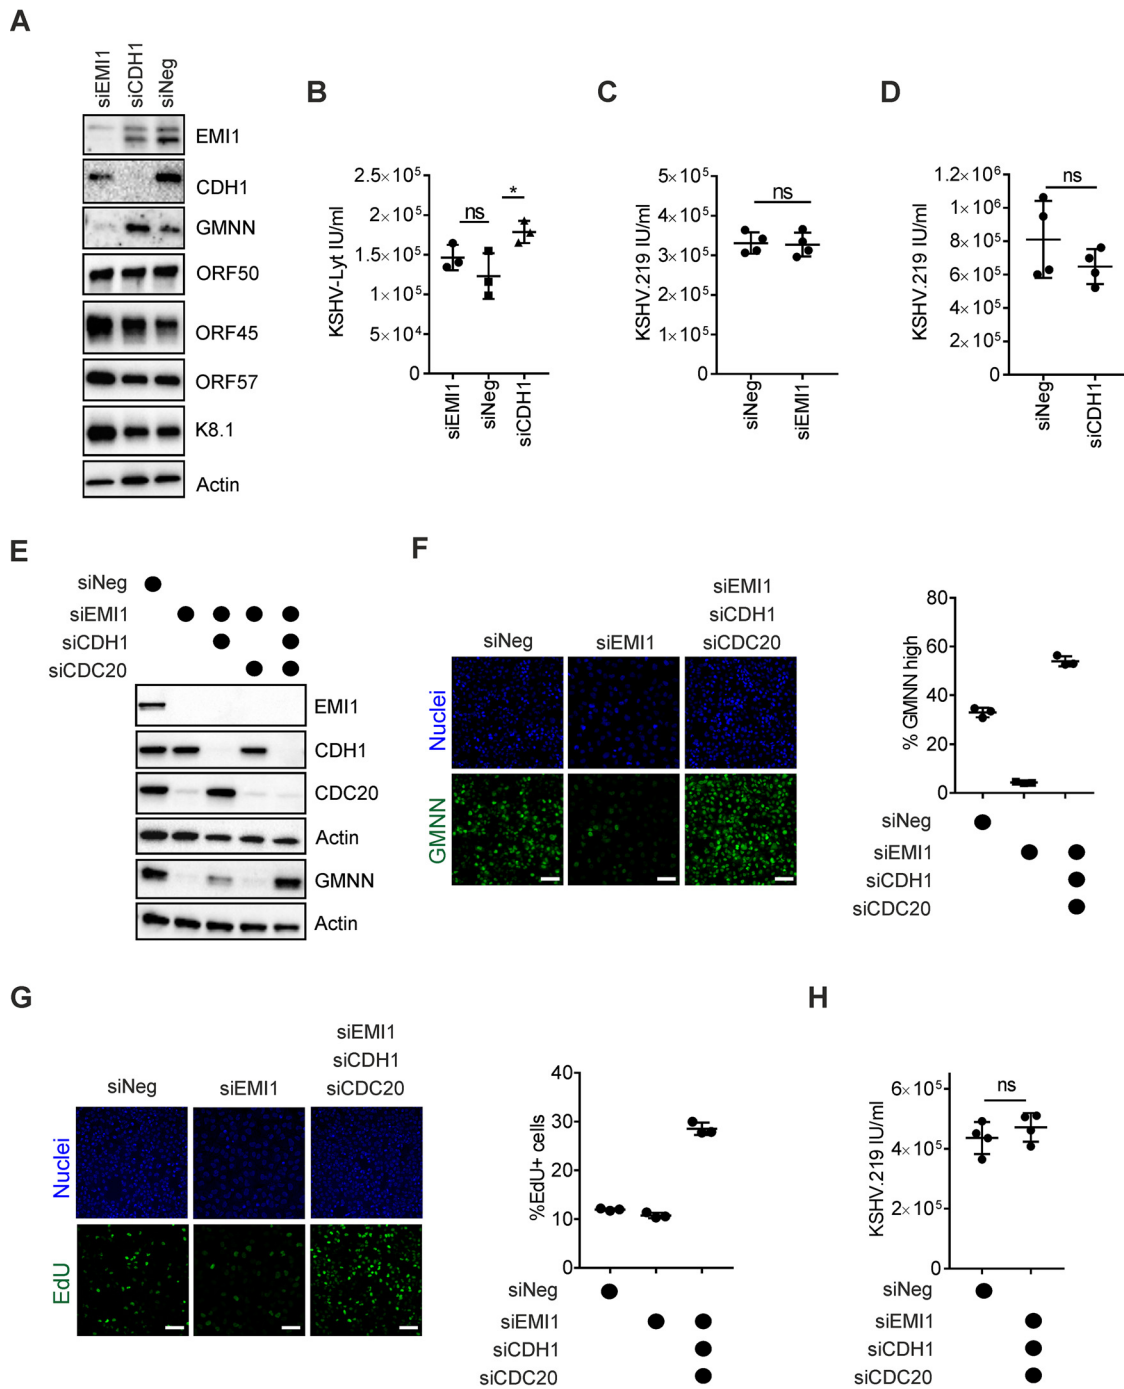 A
siEMI1
siCDH1
siNeg
EMI1
CDH1
GMNN
ORF50
ORF45
ORF57
K8.1
Actin
B
KSHV-Lyt IU/ml
2.5× 10⁵
2× 10⁵
1.5× 10⁵
1× 10⁵
5× 10⁴
0
ns
*
siEMI1
siNeg
siCDH1
C
KSHV.219 IU/ml
5× 10⁵
4× 10⁵
3× 10⁵
2× 10⁵
1× 10⁵
0
ns
siNeg
siEMI1
D
KSHV.219 IU/ml
1.2× 10⁶
1× 10⁶
8× 10⁵
6× 10⁵
4× 10⁵
2× 10⁵
0
ns
siNeg
siCDH1
E
siNeg
siEMI1
siCDH1
siCDC20
EMI1
CDH1
CDC20
Actin
GMNN
Actin
F
siNeg
siEMI1
siEMI1
siCDH1
siCDC20
Nuclei
GMNN
% GMNN high
80
60
40
20
0
siNeg
siEMI1
siCDH1
siCDC20
G
siNeg
siEMI1
siEMI1
siCDH1
siCDC20
Nuclei
EdU
%EdU+ cells
40
30
20
10
0
siNeg
siEMI1
siCDH1
siCDC20
H
KSHV.219 IU/ml
6× 10⁵
4× 10⁵
2× 10⁵
0
ns
siNeg
siEMI1
siCDH1
siCDC20